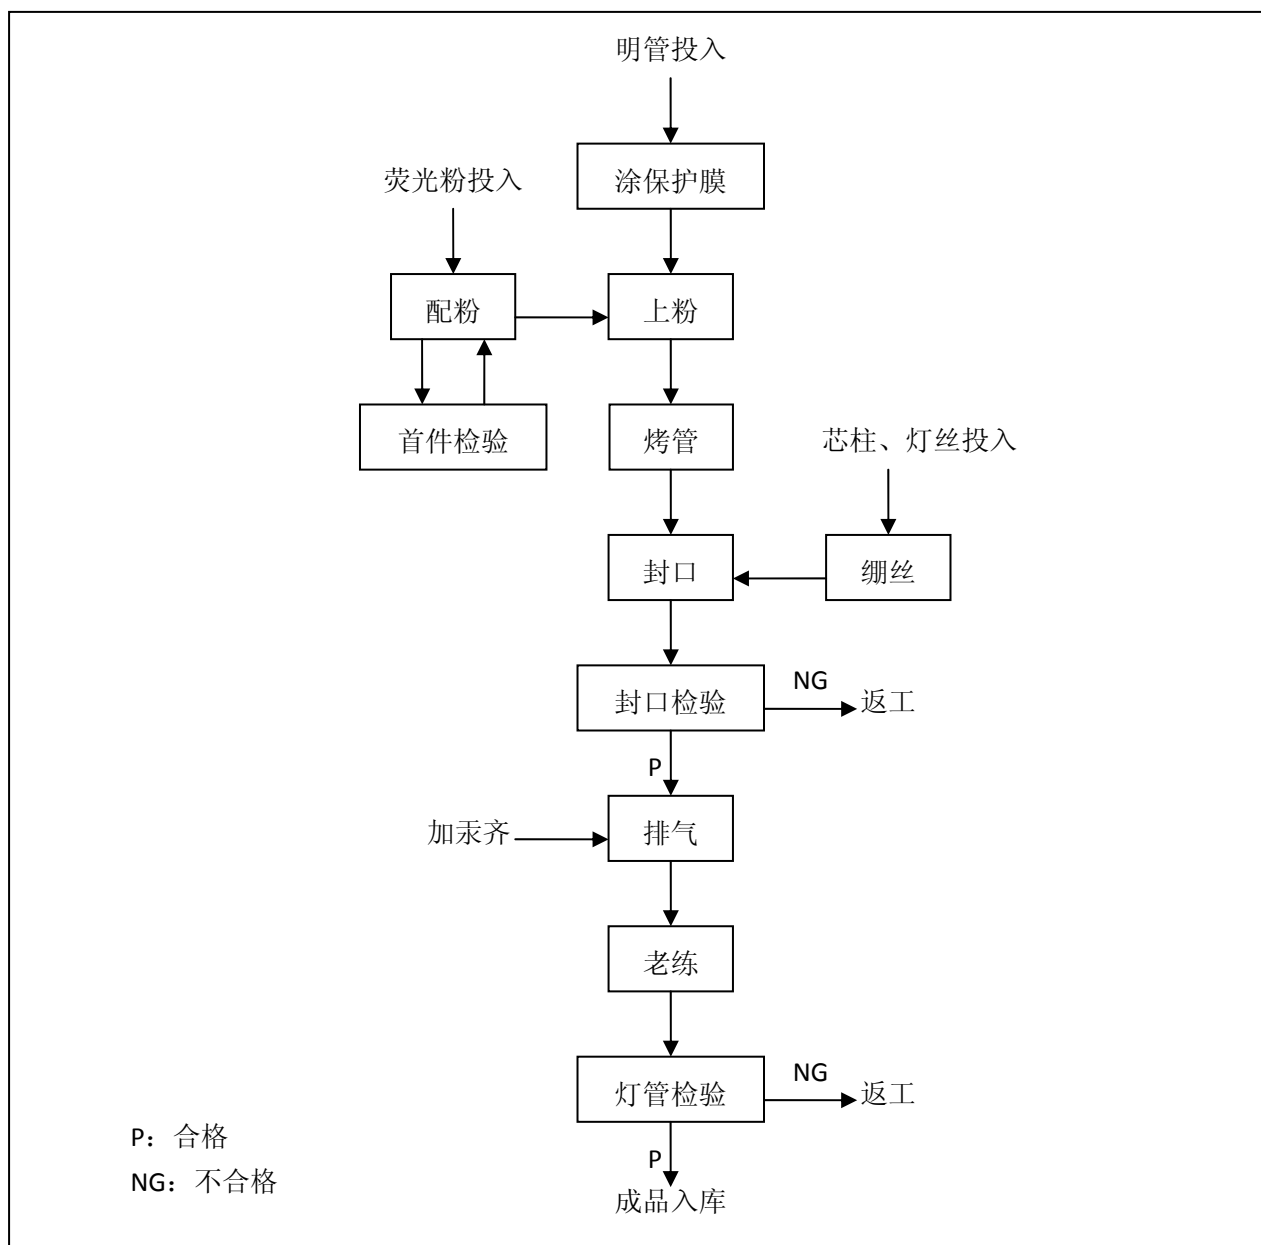 明管投入
涂保护膜
荧光粉投入
配粉
上粉
首件检验
烤管
芯柱、灯丝投入
封口
绷丝
封口检验
NG
返工
P
加汞齐
排气
老练
灯管检验
NG
返工
P
成品入库
P：合格
NG：不合格